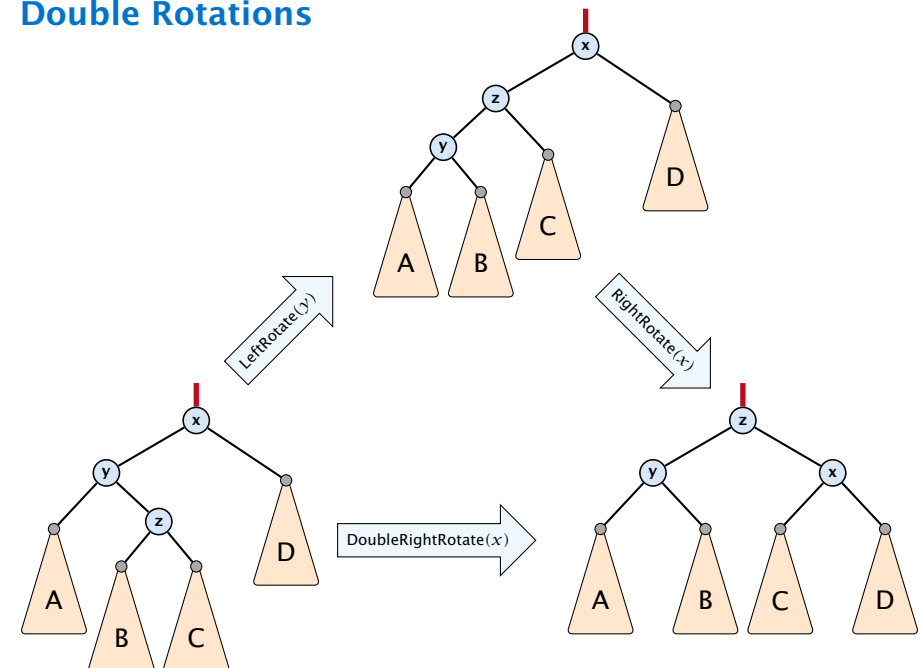 Double Rotations
x
z
y
D
C
A
B
LeftRotate(y)
RightRotate(x)
x
z
y
y
x
z
D
DoubleRightRotate(x)
A
B
C
A
B
C
D